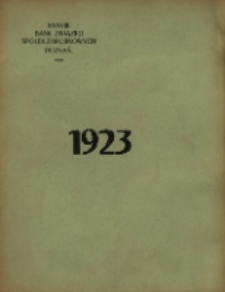 BANK ZWIĄZKU
SPÓŁEK ZAROBKOWYCH
POZNAŃ
1923